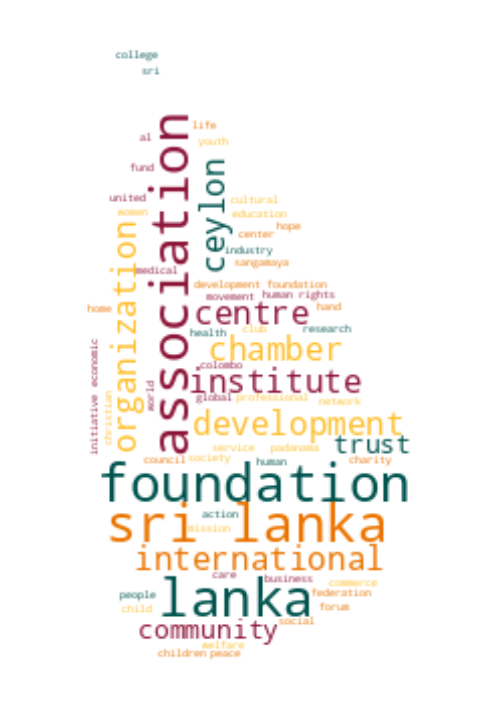 college
sri
association
life
al
youth
ceylon
fund
united
cultural
women
education
organization
hope
center
industry
sangamaya
medical
development foundation
movement
human rights
home
centre
hand
health
club
research
initiative
economic
chamber
colombo
world
institute
christian
global
professional
network
development
trust
service
padanama
council
society
human
charity
foundation
sri lanka
action
mission
international
care
business
commerce
lanka
people
federation
child
forum
social
community
welfare
children
peace